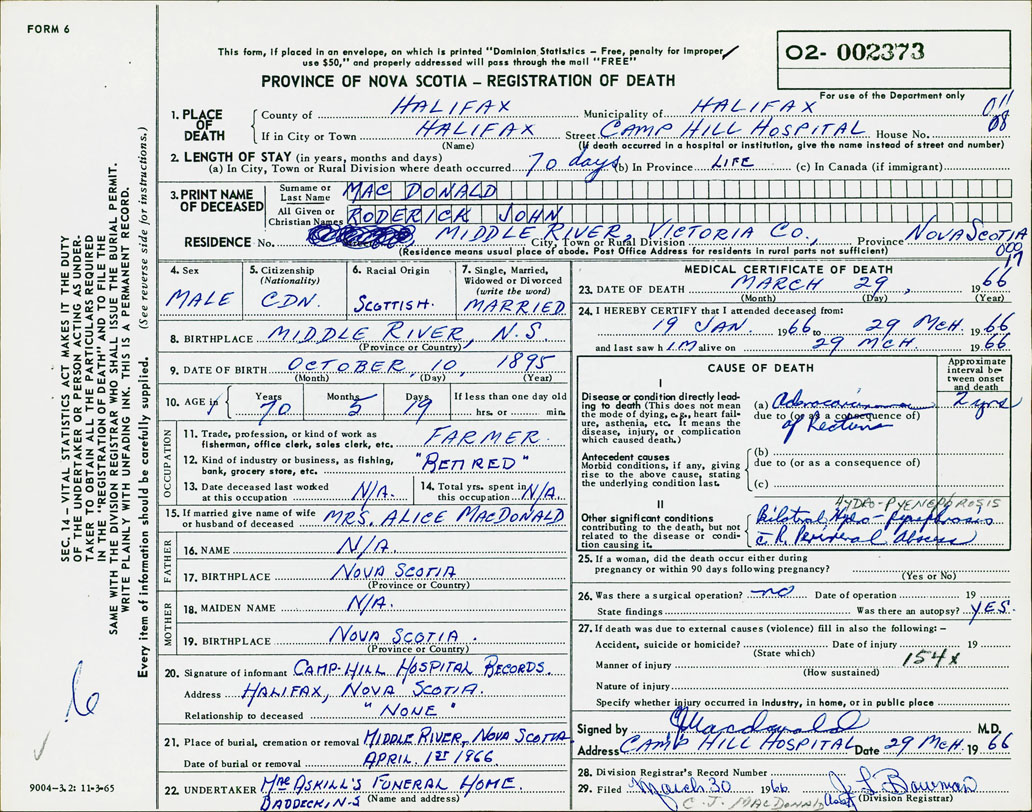 FORM 6
This form, if placed in an envelope, on which is printed "Dominion Statistics – Free, penalty for improper
use $50," and properly addressed will pass through the mail "FREE"
PROVINCE OF NOVA SCOTIA – REGISTRATION OF DEATH
02- 002373
For use of the Department only
1. PLACE OF DEATH
County of HALIFAX Municipality of HALIFAX 011
If in City or Town HALIFAX Street CAMP HILL HOSPITAL House No. 08
(Name) (If death occurred in a hospital or institution, give the name instead of street and number)
2. LENGTH OF STAY (in years, months and days)
(a) In City, Town or Rural Division where death occurred 70 days (b) In Province LIFE (c) In Canada (if immigrant)
3. PRINT NAME OF DECEASED
Surname or Last Name MAC DONALD
All Given or Christian Names RODERICK JOHN
RESIDENCE No. MIDDLE RIVER, VICTORIA CO., City, Town or Rural Division Province NOVA SCOTIA
(Residence means usual place of abode. Post Office Address for residents in rural parts not sufficient) 000
17
4. Sex MALE
5. Citizenship (Nationality) CDN.
6. Racial Origin SCOTTISH.
7. Single, Married, Widowed or Divorced (write the word) MARRIED
8. BIRTHPLACE MIDDLE RIVER, N.S
(Province or Country)
9. DATE OF BIRTH OCTOBER, 10, 1895
(Month) (Day) (Year)
10. AGE in Years 70 Months 5 Days 19 If less than one day old
hrs. or min.
OCCUPATION
11. Trade, profession, or kind of work as fisherman, office clerk, sales clerk, etc. FARMER.
12. Kind of industry or business, as fishing, bank, grocery store, etc. "RETIRED"
13. Date deceased last worked at this occupation N/A.
14. Total yrs. spent in this occupation N/A.
15. If married give name of wife or husband of deceased MRS. ALICE MACDONALD
FATHER
16. NAME N/A.
17. BIRTHPLACE NOVA SCOTIA
(Province or Country)
MOTHER
18. MAIDEN NAME N/A.
19. BIRTHPLACE NOVA SCOTIA.
(Province or Country)
20. Signature of informant CAMP-HILL HOSPITAL RECORDS.
Address HALIFAX, NOVA SCOTIA.
Relationship to deceased "NONE"
21. Place of burial, cremation or removal MIDDLE RIVER, NOVA SCOTIA
Date of burial or removal APRIL. 1ST 1966
22. UNDERTAKER MacASKILL'S FUNERAL HOME.
BADDECK, N-S (Name and address)
MEDICAL CERTIFICATE OF DEATH
23. DATE OF DEATH MARCH 29, 1966
(Month) (Day) (Year)
24. I HEREBY CERTIFY that I attended deceased from:
19 JAN. 1966 to 29 MCH. 1966
and last saw him alive on 29 MCH. 1966
CAUSE OF DEATH
Approximate interval between onset and death
I
Disease or condition directly leading to death (This does not mean the mode of dying, e.g., heart failure, asthenia, etc. It means the disease, injury, or complication which caused death.)
(a) Adenocarcinoma 2 yrs
due to (or as a consequence of)
of Rectum
Antecedent causes
Morbid conditions, if any, giving rise to the above cause, stating the underlying condition last.
(b)
due to (or as a consequence of)
(c)
II
HYDRO-PYENEPHROSIS
Other significant conditions
contributing to the death, but not related to the disease or condition causing it.
Bilateral Hydro-pyephrosis
c̄ R. Perirenal Abscess
25. If a woman, did the death occur either during pregnancy or within 90 days following pregnancy?
(Yes or No)
26. Was there a surgical operation? no Date of operation 19
State findings Was there an autopsy? YES.
27. If death was due to external causes (violence) fill in also the following: –
Accident, suicide or homicide? Date of injury 19
(State which)
Manner of injury 154x
(How sustained)
Nature of injury
Specify whether injury occurred in industry, in home, or in public place
Signed by Macdonald M.D.
Address CAMP HILL HOSPITAL Date 29 MCH. 1966
28. Division Registrar's Record Number
29. Filed March 30 1966 J. L. Bowman
C. J. MACDONALD (Division Registrar)
SEC. 14 – VITAL STATISTICS ACT MAKES IT THE DUTY
OF THE UNDERTAKER OR PERSON ACTING AS UNDER-
TAKER TO OBTAIN ALL THE PARTICULARS REQUIRED
IN THE "REGISTRATION OF DEATH" AND TO FILE THE
SAME WITH THE DIVISION REGISTRAR WHO SHALL ISSUE THE BURIAL PERMIT.
WRITE PLAINLY WITH UNFADING INK. THIS IS A PERMANENT RECORD.
Every item of information should be carefully supplied. (See reverse side for instructions.)
6
9004-3.2: 11-3-65